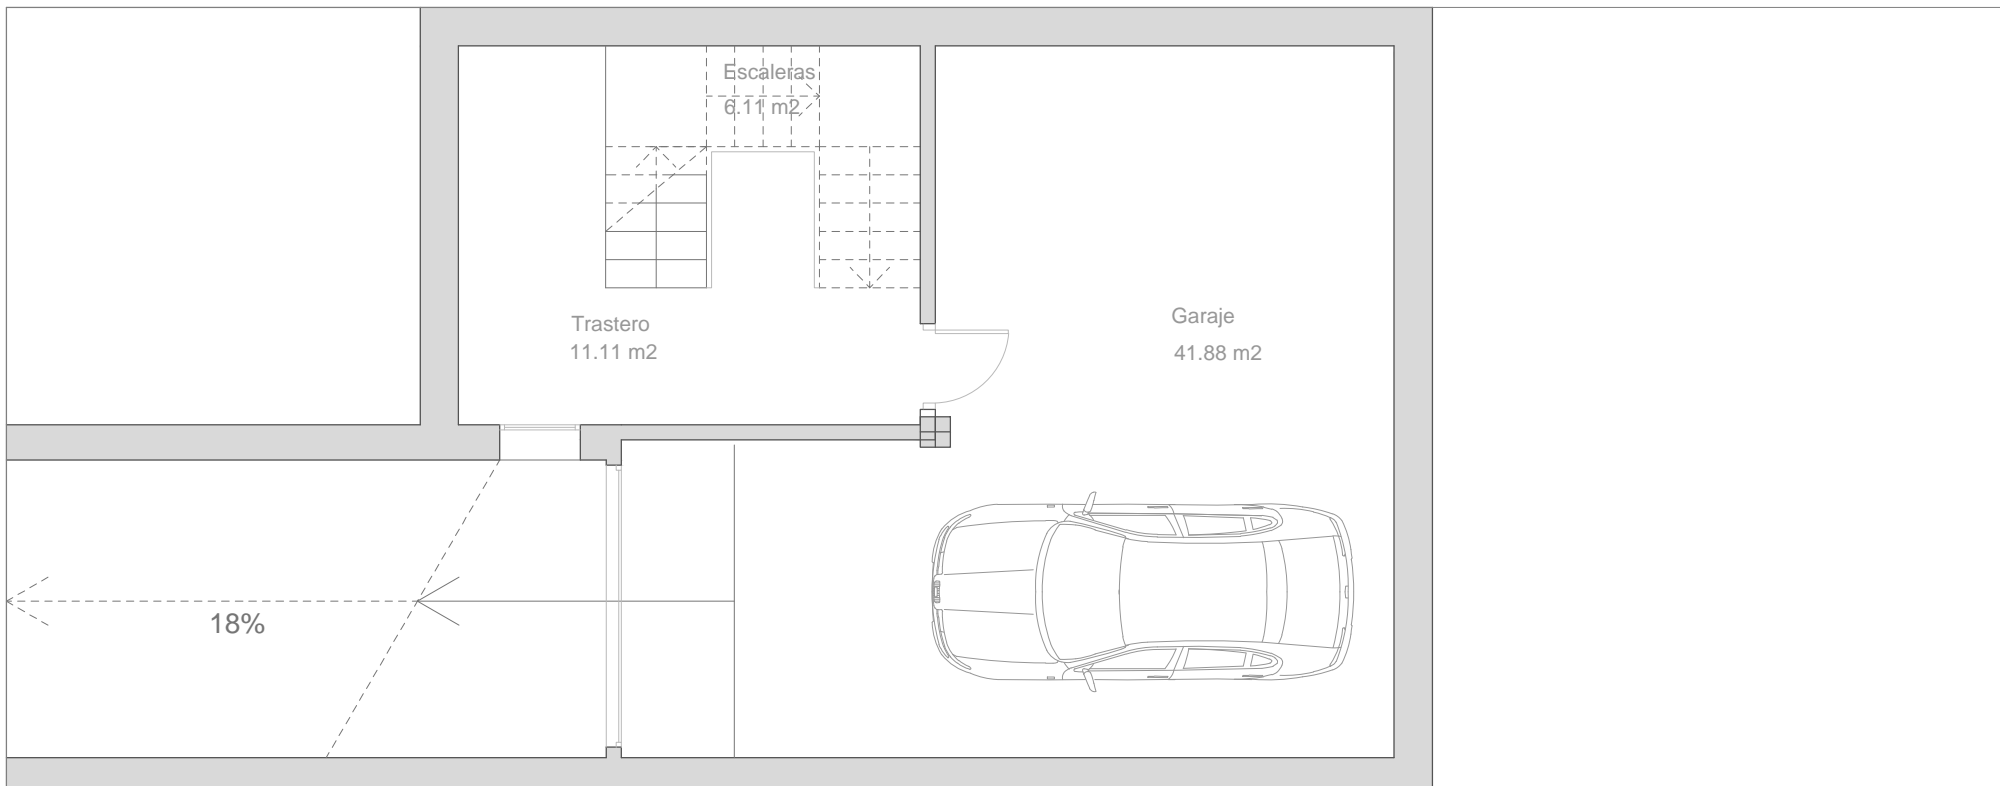 Escaleras
6.11 m2
Trastero
11.11 m2
Garaje
41.88 m2
18%